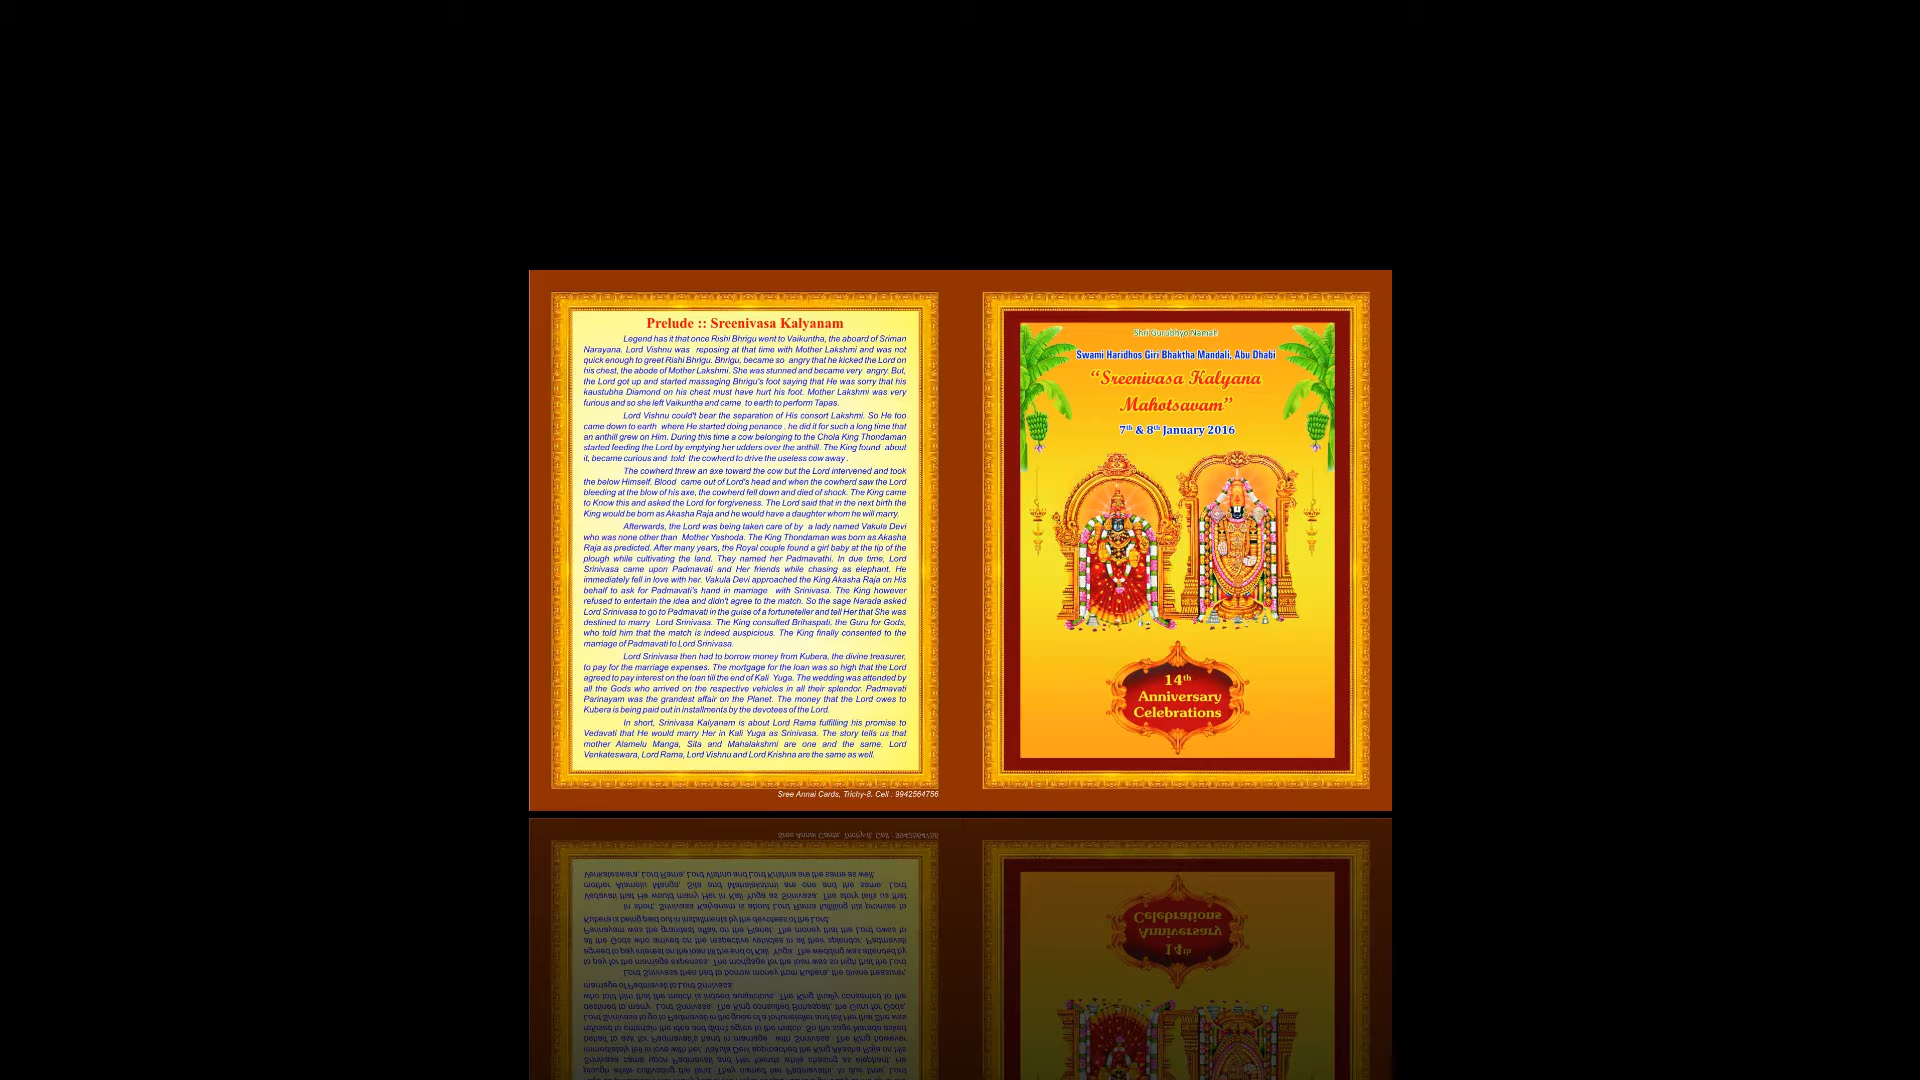 Prelude :: Sreenivasa Kalyanam
Legend has it that once Rishi Bhrigu went to Vaikuntha, the aboard of Sriman
Narayana. Lord Vishnu was reposing at that time with Mother Lakshmi and was not
quick enough to greet Rishi Bhrigu. Bhrigu, became so angry that he kicked the Lord on
his chest, the abode of Mother Lakshmi. She was stunned and became very angry. But,
the Lord got up and started massaging Bhrigu's foot saying that He was sorry that his
kaustubha Diamond on his chest must have hurt his foot. Mother Lakshmi was very
furious and so she left Vaikuntha and came to earth to perform Tapas.
Lord Vishnu could't bear the separation of His consort Lakshmi. So He too
came down to earth where He started doing penance . he did it for such a long time that
an anthill grew on Him. During this time a cow belonging to the Chola King Thondaman
started feeding the Lord by emptying her udders over the anthill. The King found about
it, became curious and told the cowherd to drive the useless cow away .
The cowherd threw an axe toward the cow but the Lord intervened and took
the below Himself. Blood came out of Lord's head and when the cowherd saw the Lord
bleeding at the blow of his axe, the cowherd fell down and died of shock. The King came
to Know this and asked the Lord for forgiveness. The Lord said that in the next birth the
King would be born as Akasha Raja and he would have a daughter whom he will marry.
Afterwards, the Lord was being taken care of by a lady named Vakula Devi
who was none other than Mother Yashoda. The King Thondaman was born as Akasha
Raja as predicted. After many years, the Royal couple found a girl baby at the tip of the
plough while cultivating the land. They named her Padmavathi. In due time, Lord
Srinivasa came upon Padmavati and Her friends while chasing as elephant. He
immediately fell in love with her. Vakula Devi approached the King Akasha Raja on His
behalf to ask for Padmavati's hand in marriage with Srinivasa. The King however
refused to entertain the idea and didn't agree to the match. So the sage Narada asked
Lord Srinivasa to go to Padmavati in the guise of a fortuneteller and tell Her that She was
destined to marry Lord Srinivasa. The King consulted Brihaspati, the Guru for Gods,
who told him that the match is indeed auspicious. The King finally consented to the
marriage of Padmavati to Lord Srinivasa.
Lord Srinivasa then had to borrow money from Kubera, the divine treasurer,
to pay for the marriage expenses. The mortgage for the loan was so high that the Lord
agreed to pay interest on the loan till the end of Kali Yuga. The wedding was attended by
all the Gods who arrived on the respective vehicles in all their splendor. Padmavati
Parinayam was the grandest affair on the Planet. The money that the Lord owes to
Kubera is being paid out in installments by the devotees of the Lord.
In short, Srinivasa Kalyanam is about Lord Rama fulfilling his promise to
Vedavati that He would marry Her in Kali Yuga as Srinivasa. The story tells us that
mother Alamelu Manga, Sita and Mahalakshmi are one and the same. Lord
Venkateswara, Lord Rama, Lord Vishnu and Lord Krishna are the same as well.
Sree Annai Cards, Trichy-8. Cell : 9942564756
Shri Gurubhyo Namah
Swami Haridhos Giri Bhaktha Mandali, Abu Dhabi
“Sreenivasa Kalyana
Mahotsavam”
7th & 8th January 2016
14th
Anniversary
Celebrations